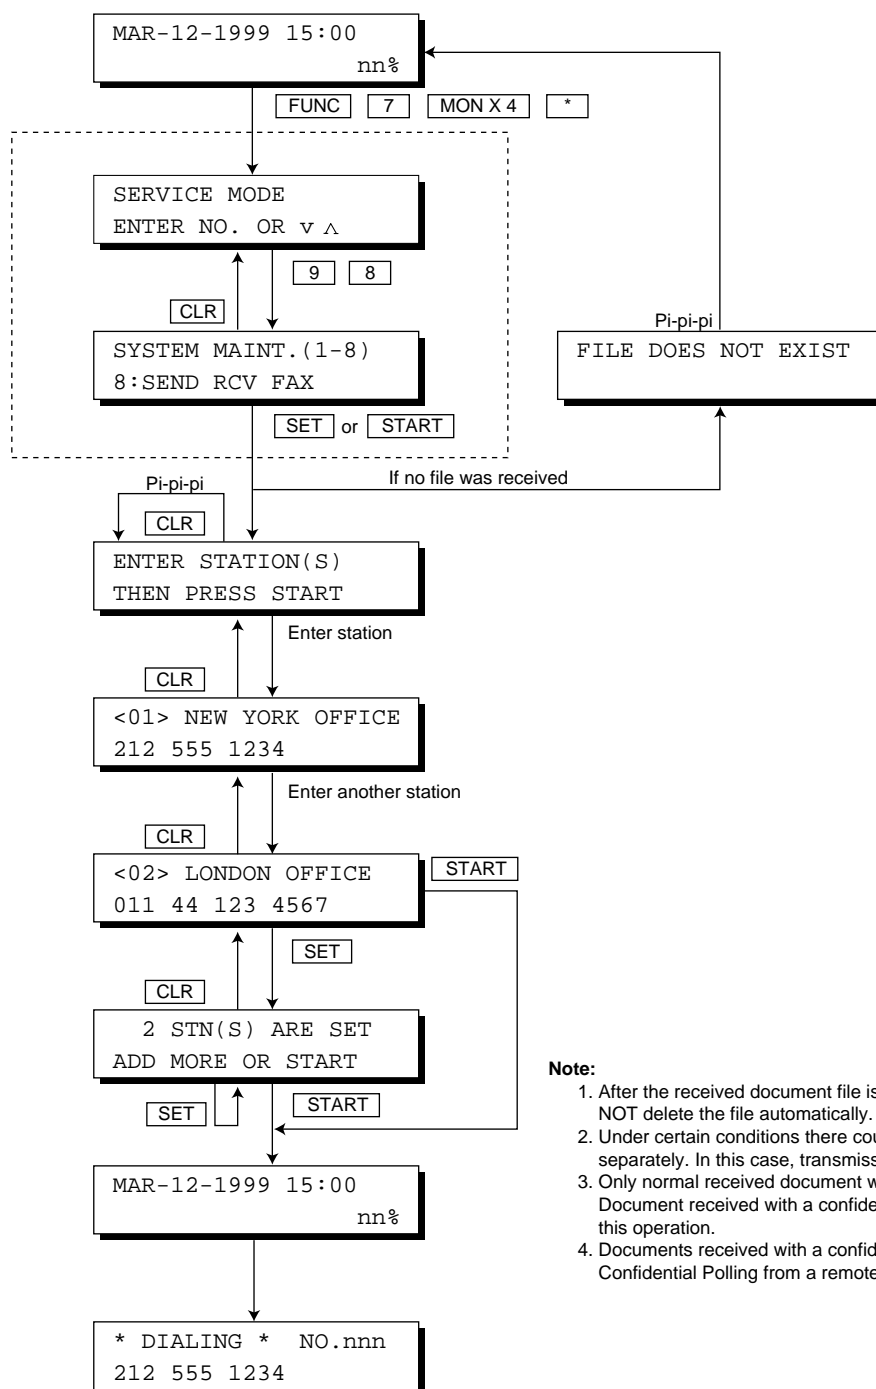 MAR-12-1999 15:00
nn%
FUNC 7 MON X 4 *
SERVICE MODE
ENTER NO. OR v ʌ
9 8
CLR
SYSTEM MAINT.(1-8)
8:SEND RCV FAX
SET or START
Pi-pi-pi
FILE DOES NOT EXIST
If no file was received
Pi-pi-pi
CLR
ENTER STATION(S)
THEN PRESS START
Enter station
CLR
<01> NEW YORK OFFICE
212 555 1234
Enter another station
CLR
<02> LONDON OFFICE
011 44 123 4567
START
SET
CLR
2 STN(S) ARE SET
ADD MORE OR START
SET
START
MAR-12-1999 15:00
nn%
* DIALING * NO.nnn
212 555 1234
Note:
1. After the received document file is
NOT delete the file automatically.
2. Under certain conditions there cou
separately. In this case, transmiss
3. Only normal received document w
Document received with a confide
this operation.
4. Documents received with a confid
Confidential Polling from a remote